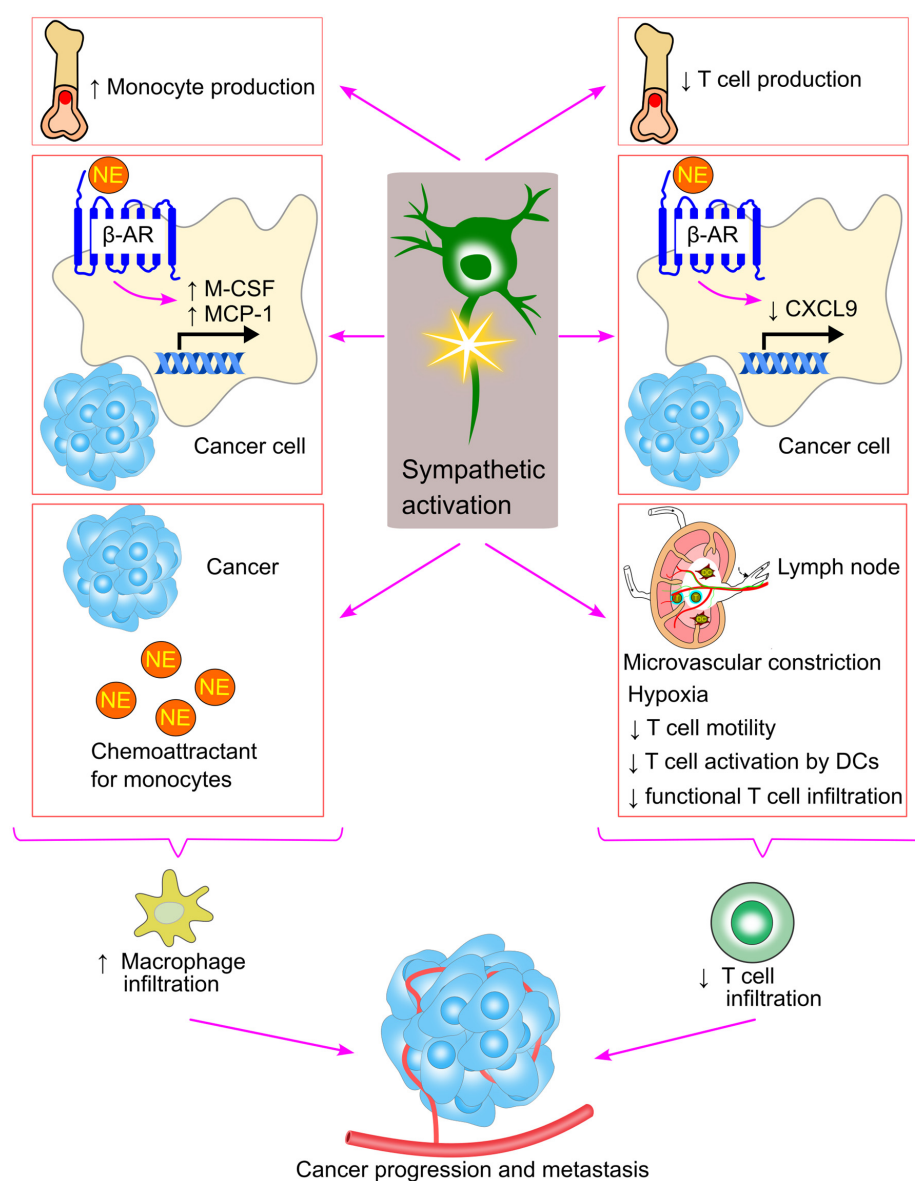 ↑ Monocyte production
↓ T cell production
NE
β-AR
↑ M-CSF
↑ MCP-1
Cancer cell
Sympathetic
activation
NE
β-AR
↓ CXCL9
Cancer cell
Cancer
NE
NE
NE
NE
Chemoattractant
for monocytes
Lymph node
Microvascular constriction
Hypoxia
↓ T cell motility
↓ T cell activation by DCs
↓ functional T cell infiltration
↑ Macrophage
infiltration
↓ T cell
infiltration
Cancer progression and metastasis